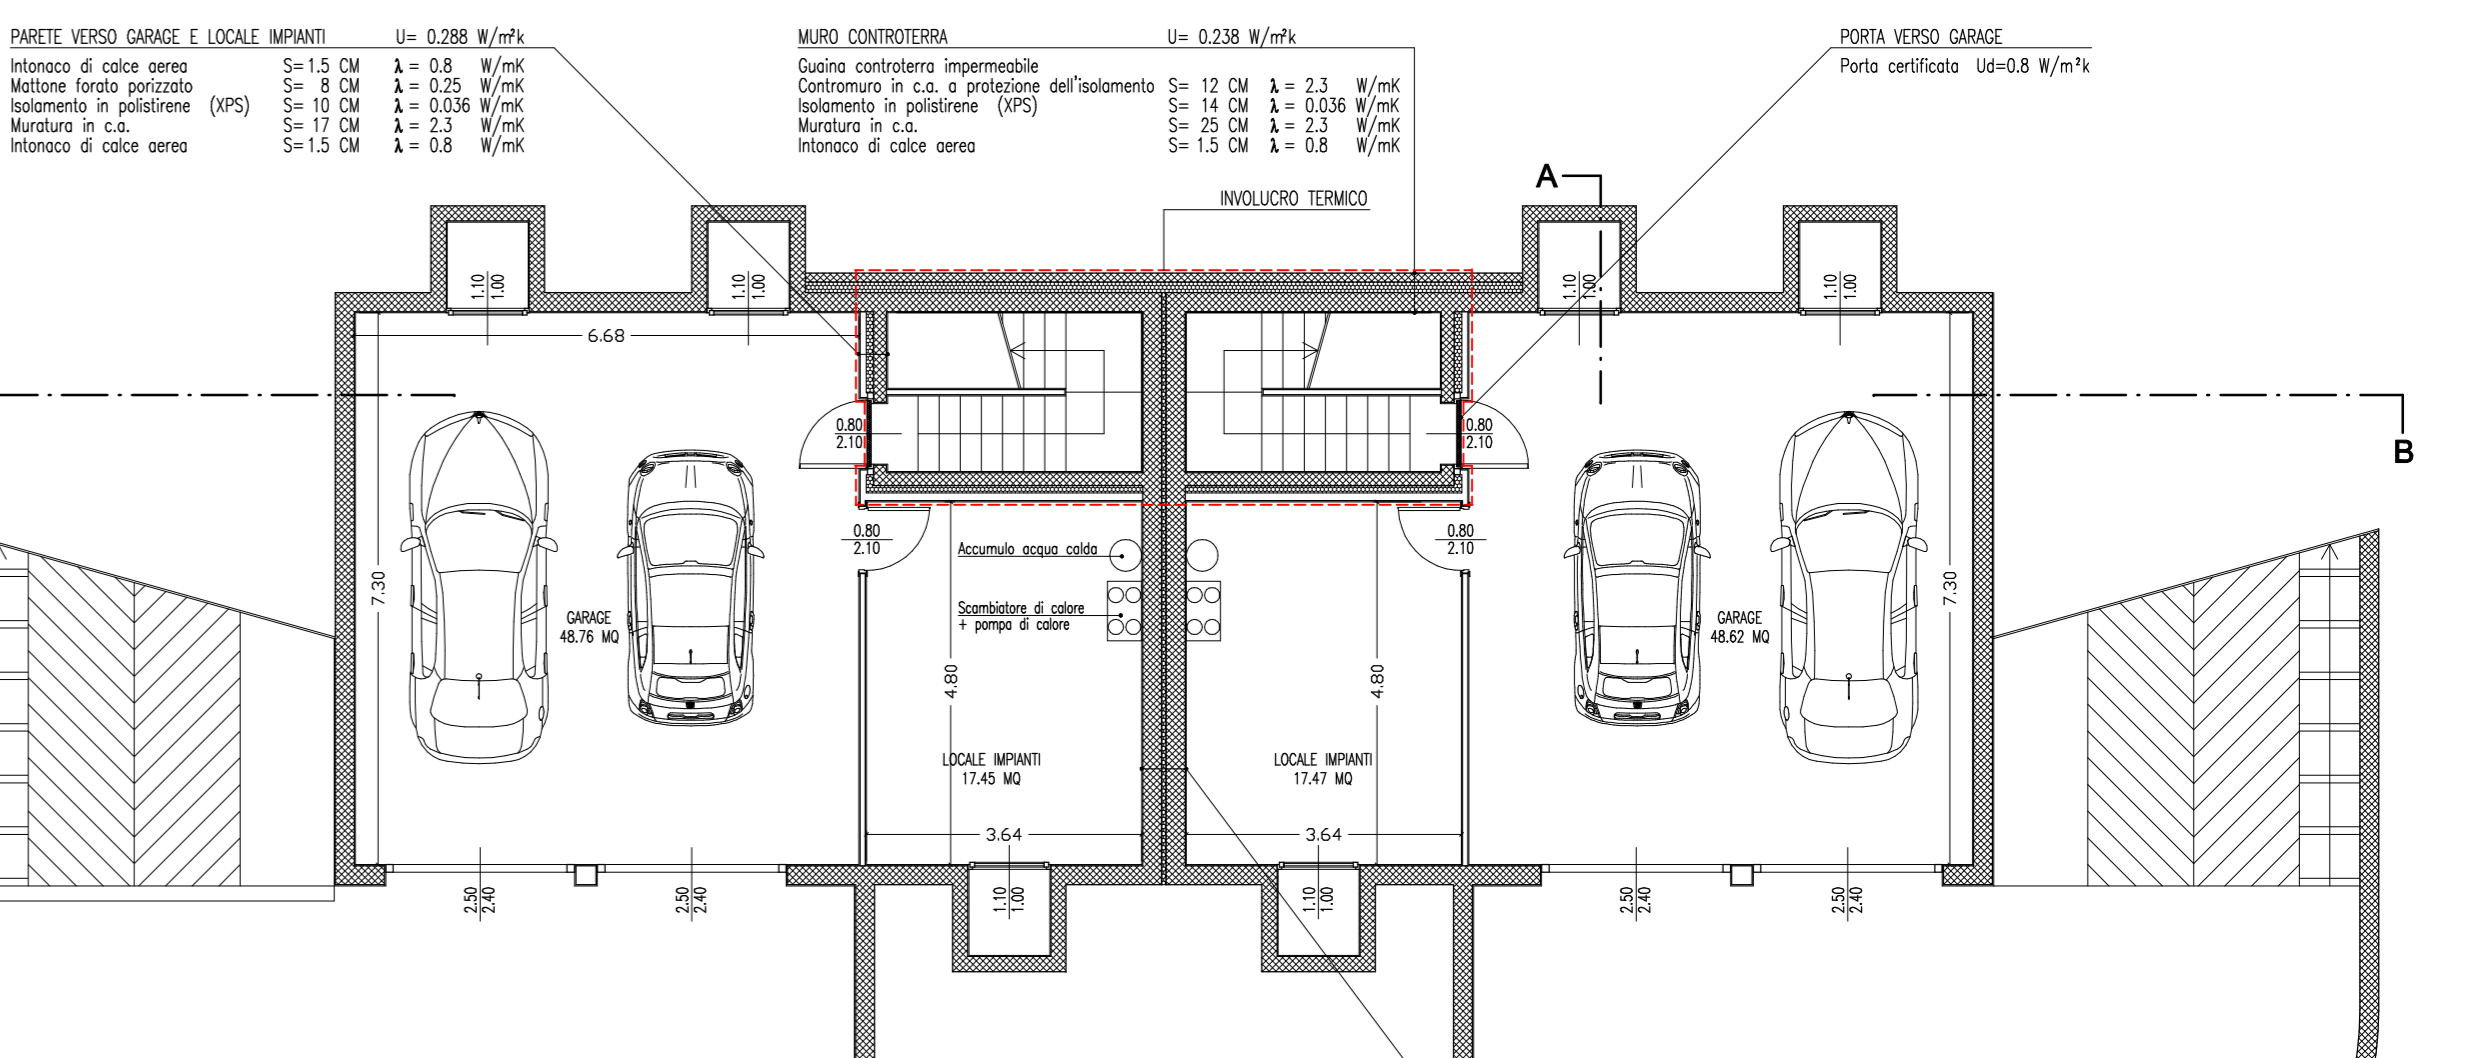 PARETE VERSO GARAGE E LOCALE IMPIANTI U= 0.288 W/m²k
Intonaco di calce aerea S= 1.5 CM λ = 0.8 W/mK
Mattone forato porizzato S= 8 CM λ = 0.25 W/mK
Isolamento in polistirene (XPS) S= 10 CM λ = 0.036 W/mK
Muratura in c.a. S= 17 CM λ = 2.3 W/mK
Intonaco di calce aerea S= 1.5 CM λ = 0.8 W/mK
MURO CONTROTERRA U= 0.238 W/m²k
Guaina controterra impermeabile
Contromuro in c.a. a protezione dell'isolamento S= 12 CM λ = 2.3 W/mK
Isolamento in polistirene (XPS) S= 14 CM λ = 0.036 W/mK
Muratura in c.a. S= 25 CM λ = 2.3 W/mK
Intonaco di calce aerea S= 1.5 CM λ = 0.8 W/mK
PORTA VERSO GARAGE
Porta certificata Ud=0.8 W/m²k
A
INVOLUCRO TERMICO
1.10
1.00
1.10
1.00
1.10
1.00
1.10
1.00
6.68
0.80
2.10
0.80
2.10
B
0.80
2.10
0.80
2.10
Accumulo acqua calda
Scambiatore di calore
+ pompa di calore
7.30
7.30
GARAGE
48.76 MQ
GARAGE
48.62 MQ
4.80
4.80
LOCALE IMPIANTI
17.45 MQ
LOCALE IMPIANTI
17.47 MQ
3.64
3.64
2.50
2.40
2.50
2.40
1.10
1.00
1.10
1.00
2.50
2.40
2.50
2.40